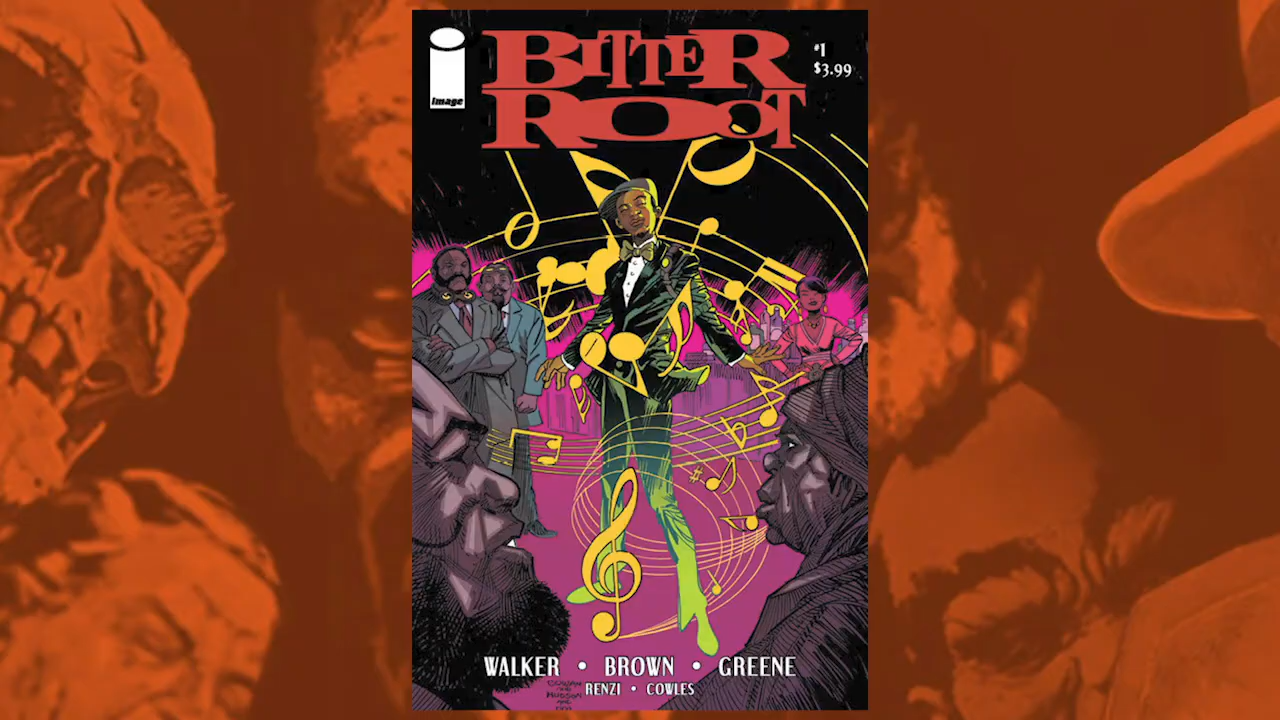 BITTER
ROOT
#1
$3.99
image
WALKER • BROWN • GREENE
RENZI • COWLES